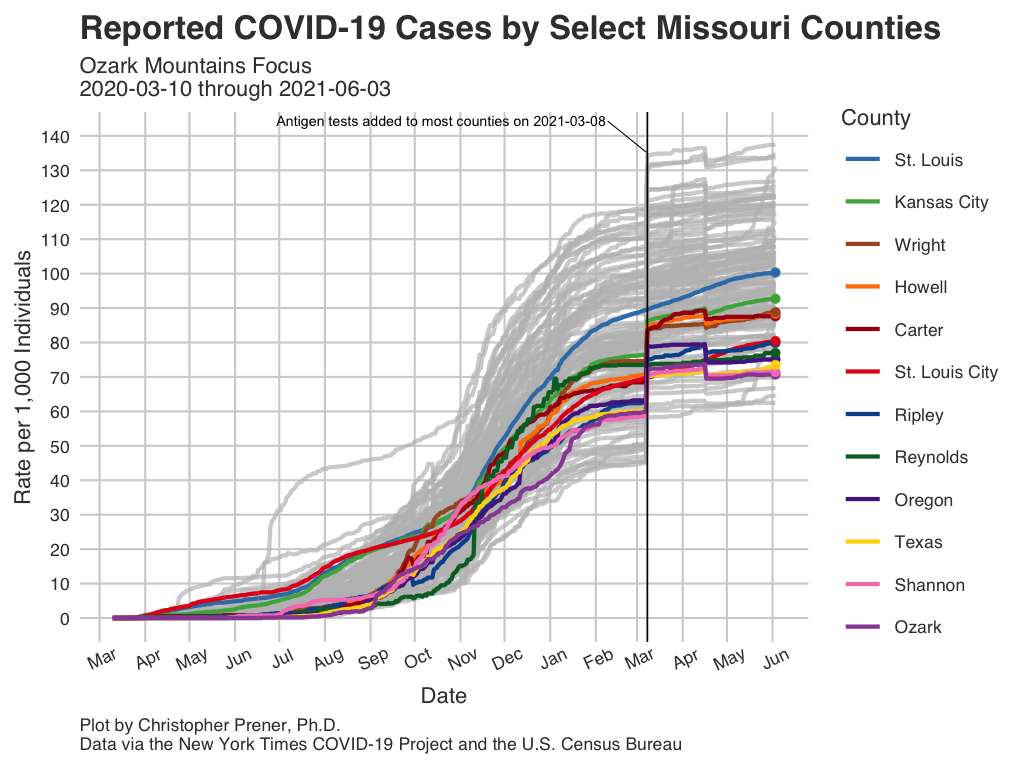 Reported COVID-19 Cases by Select Missouri Counties
Ozark Mountains Focus
2020-03-10 through 2021-06-03
Antigen tests added to most counties on 2021-03-08
Rate per 1,000 Individuals
140
130
120
110
100
90
80
70
60
50
40
30
20
10
0
Mar Apr May Jun Jul Aug Sep Oct Nov Dec Jan Feb Mar Apr May Jun
Date
County
St. Louis
Kansas City
Wright
Howell
Carter
St. Louis City
Ripley
Reynolds
Oregon
Texas
Shannon
Ozark
Plot by Christopher Prener, Ph.D.
Data via the New York Times COVID-19 Project and the U.S. Census Bureau